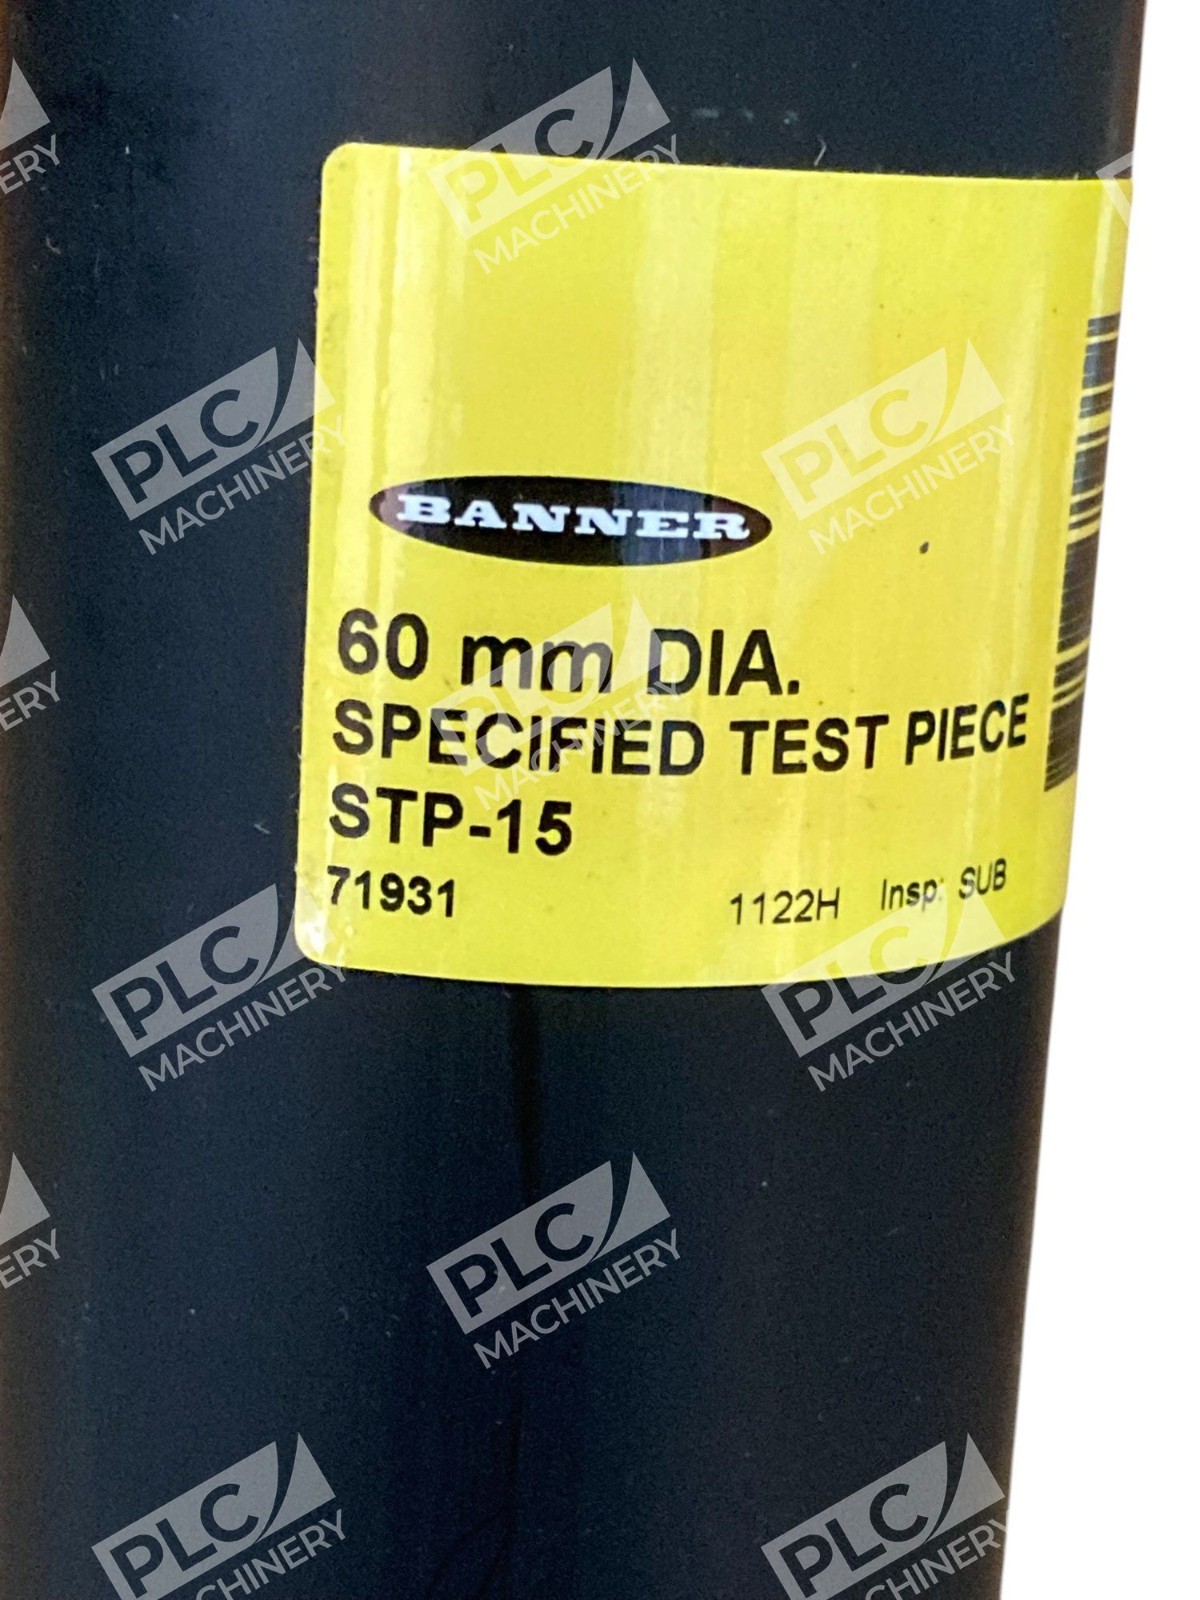 BANNER
60 mm DIA.
SPECIFIED TEST PIECE
STP-15
71931 1122H Insp: SUB
PLC MACHINERY